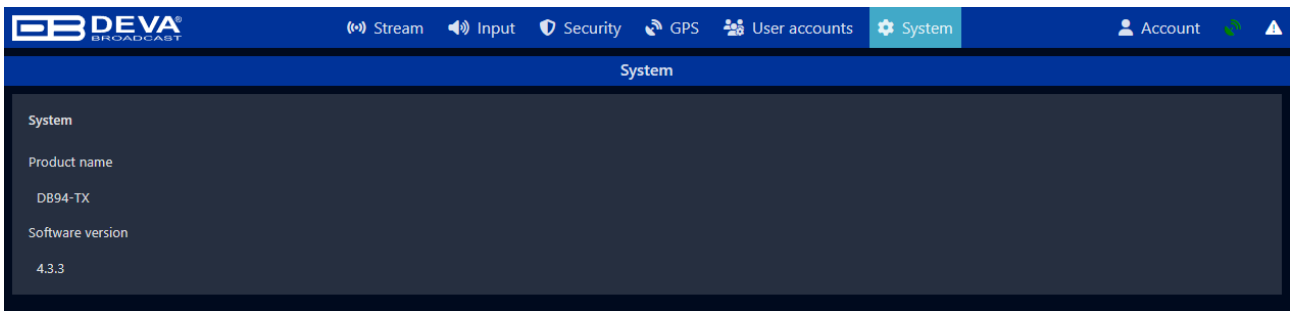 DEVA®
BROADCAST
Stream Input Security GPS User accounts System Account
System
System
Product name
DB94-TX
Software version
4.3.3